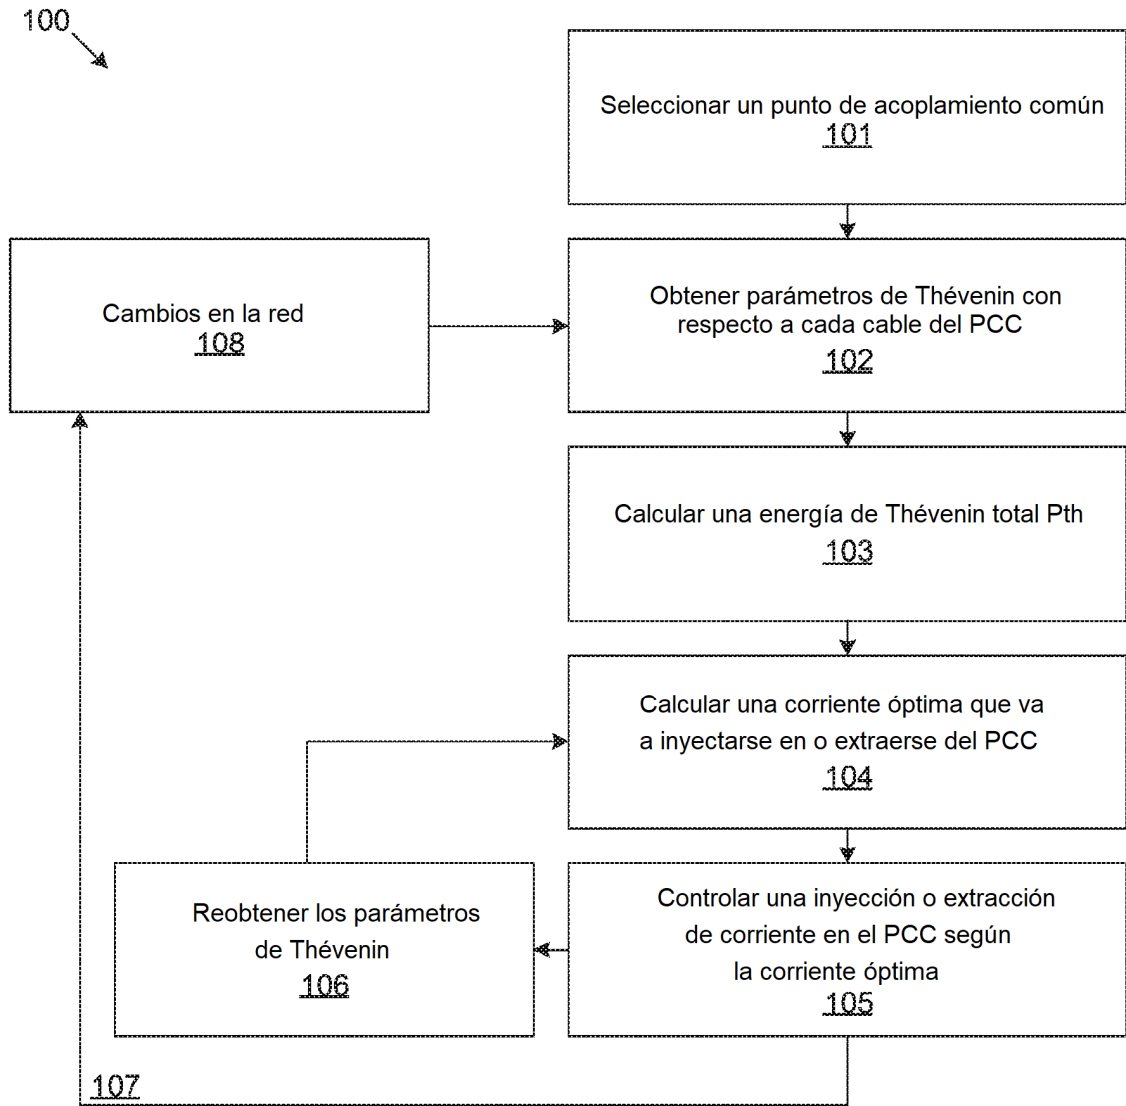 100
Seleccionar un punto de acoplamiento común
101
Cambios en la red
108
Obtener parámetros de Thévenin con
respecto a cada cable del PCC
102
Calcular una energía de Thévenin total Pth
103
Calcular una corriente óptima que va
a inyectarse en o extraerse del PCC
104
Reobtener los parámetros
de Thévenin
106
Controlar una inyección o extracción
de corriente en el PCC según
la corriente óptima
105
107